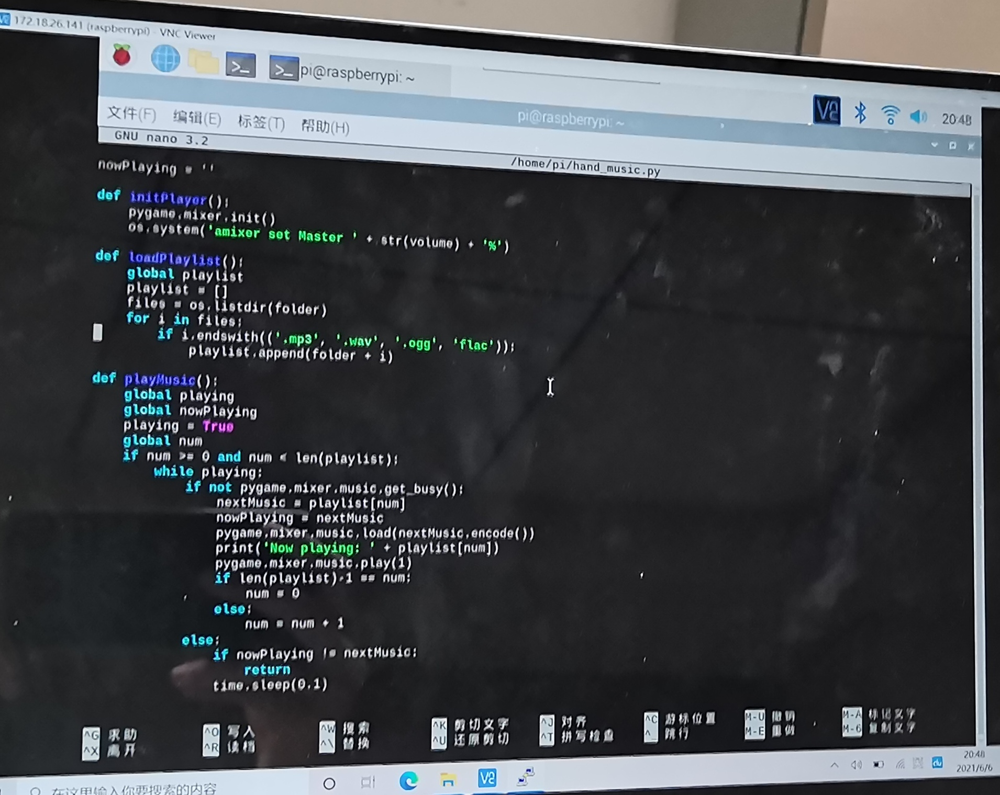 172.18.26.141 (raspberrypi) - VNC Viewer
pi@raspberrypi: ~
20:48
pi@raspberrypi: ~
文件(F) 编辑(E) 标签(T) 帮助(H)
GNU nano 3.2
/home/pi/hand_music.py
nowPlaying = ''
def initPlayer():
    pygame.mixer.init()
    os.system('amixer set Master ' + str(volume) + '%')
def loadPlaylist():
    global playlist
    playlist = []
    files = os.listdir(folder)
    for i in files:
        if i.endswith(('.mp3', '.wav', '.ogg', 'flac')):
            playlist.append(folder + i)
def playMusic():
    global playing
    global nowPlaying
    playing = True
    global num
    if num >= 0 and num < len(playlist):
        while playing:
            if not pygame.mixer.music.get_busy():
                nextMusic = playlist[num]
                nowPlaying = nextMusic
                pygame.mixer.music.load(nextMusic.encode())
                print('Now playing: ' + playlist[num])
                pygame.mixer.music.play(1)
                if len(playlist)-1 == num:
                    num = 0
                else:
                    num = num + 1
            else:
                if nowPlaying != nextMusic:
                    return
                time.sleep(0.1)
^G 求助 ^O 写入 ^W 搜索 ^K 剪切文字 ^J 对齐 ^C 游标位置 M-U 撤销 M-A 标记文字
^X 离开 ^R 读档 ^\ 替换 ^U 还原剪切 ^T 拼写检查 ^_ 跳行 M-E 重做 M-6 复制文字
在这里输入你要搜索的内容
du
20:48
2021/6/6